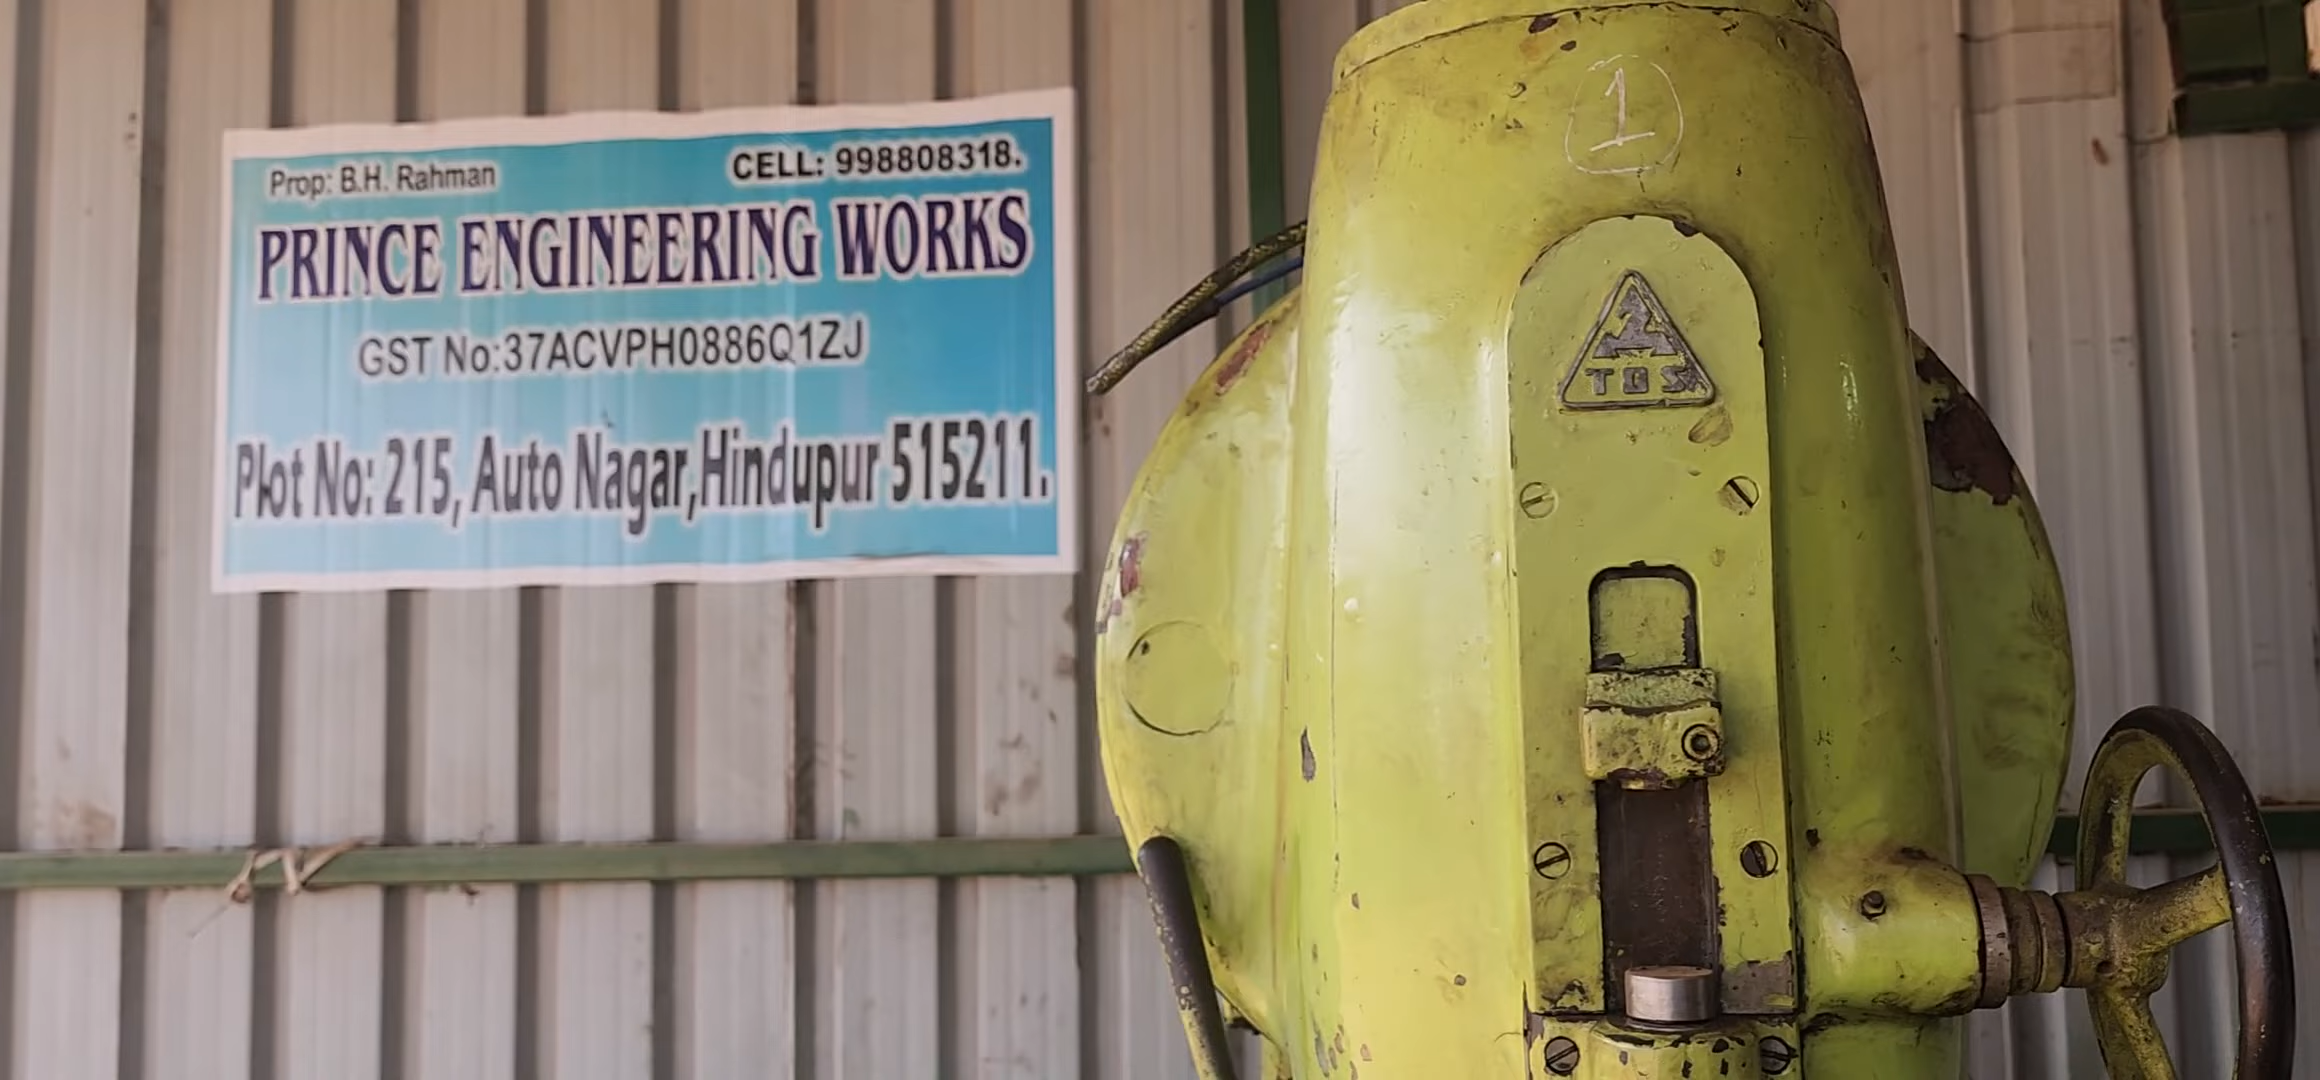 Prop: B.H. Rahman
CELL: 998808318.
PRINCE ENGINEERING WORKS
GST No:37ACVPH0886Q1ZJ
Plot No: 215, Auto Nagar,Hindupur 515211.
1
TOS